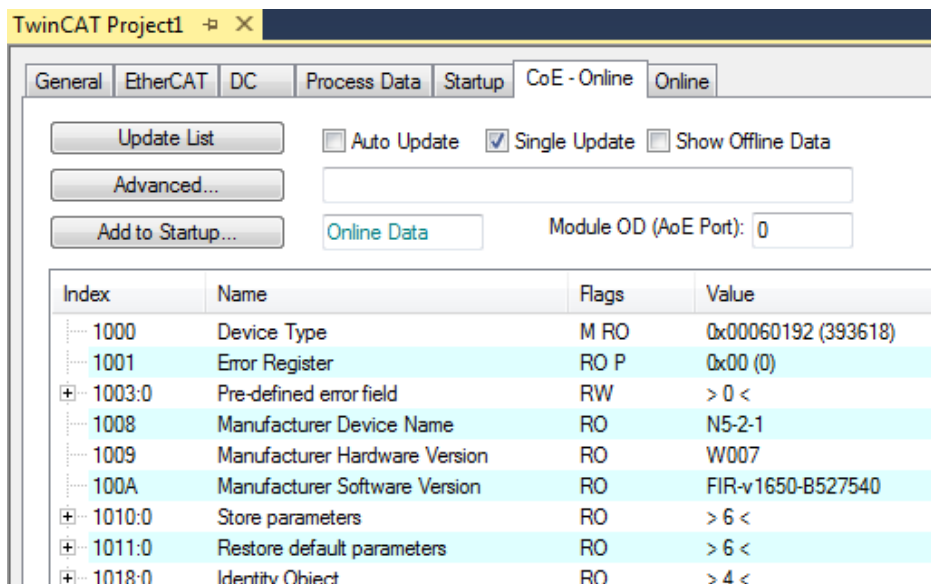 TwinCAT Project1
General EtherCAT DC Process Data Startup CoE - Online Online
Update List Auto Update Single Update Show Offline Data
Advanced...
Add to Startup... Online Data Module OD (AoE Port): 0
Index Name Flags Value
1000 Device Type M RO 0x00060192 (393618)
1001 Error Register RO P 0x00 (0)
1003:0 Pre-defined error field RW > 0 <
1008 Manufacturer Device Name RO N5-2-1
1009 Manufacturer Hardware Version RO W007
100A Manufacturer Software Version RO FIR-v1650-B527540
1010:0 Store parameters RO > 6 <
1011:0 Restore default parameters RO > 6 <
1018:0 Identity Object RO > 4 <